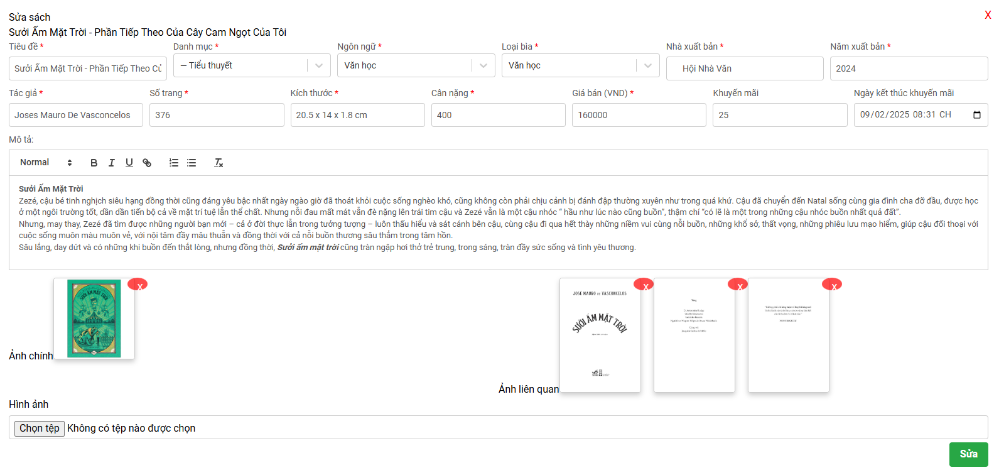 Sửa sách
X
Sưởi Ấm Mặt Trời - Phần Tiếp Theo Của Cây Cam Ngọt Của Tôi
Tiêu đề *
Danh mục *
Ngôn ngữ *
Loại bìa *
Nhà xuất bản *
Năm xuất bản *
Sưởi Ấm Mặt Trời - Phần Tiếp Theo Củ
— Tiểu thuyết
Văn học
Văn học
Hội Nhà Văn
2024
Tác giả *
Số trang *
Kích thước *
Cân nặng *
Giá bán (VND) *
Khuyến mãi
Ngày kết thúc khuyến mãi
Joses Mauro De Vasconcelos
376
20.5 x 14 x 1.8 cm
400
160000
25
09/02/2025 08:31 CH
Mô tả:
Normal
Sưởi Ấm Mặt Trời
Zezé, cậu bé tinh nghịch siêu hạng đồng thời cũng đáng yêu bậc nhất ngày ngào giờ đã thoát khỏi cuộc sống nghèo khó, cũng không còn phải chịu cảnh bị đánh đập thường xuyên như trong quá khứ. Cậu đã chuyển đến Natal sống cùng gia đình cha đỡ đầu, được học
ở một ngôi trường tốt, dần dần tiến bộ cả về mặt trí tuệ lẫn thể chất. Nhưng nỗi đau mất mát vẫn đè nặng lên trái tim cậu và Zezé vẫn là một cậu nhóc “ hầu như lúc nào cũng buồn”, thậm chí “có lẽ là một trong những cậu nhóc buồn nhất quả đất”.
Nhưng, may thay, Zezé đã tìm được những người bạn mới – cả ở đời thực lẫn trong tưởng tượng – luôn thấu hiểu và sát cánh bên cậu, cùng cậu đi qua hết thảy những niềm vui cùng nỗi buồn, những khổ sở, thất vọng, những phiêu lưu mạo hiểm, giúp cậu đối thoại với
cuộc sống muôn màu muôn vẻ, với nội tâm đầy mâu thuẫn và đồng thời với cả nỗi buồn thương sâu thẳm trong tâm hồn.
Sâu lắng, day dứt và có những khi buồn đến thắt lòng, nhưng đồng thời, Sưởi ấm mặt trời cũng tràn ngập hơi thở trẻ trung, trong sáng, tràn đầy sức sống và tình yêu thương.
Ảnh chính
SƯỞI ẤM MẶT TRỜI
X
Ảnh liên quan
JOSÉ MAURO DE VASCONCELOS
SƯỞI ẤM MẶT TRỜI
X
X
X
Hình ảnh
Chọn tệp Không có tệp nào được chọn
Sửa